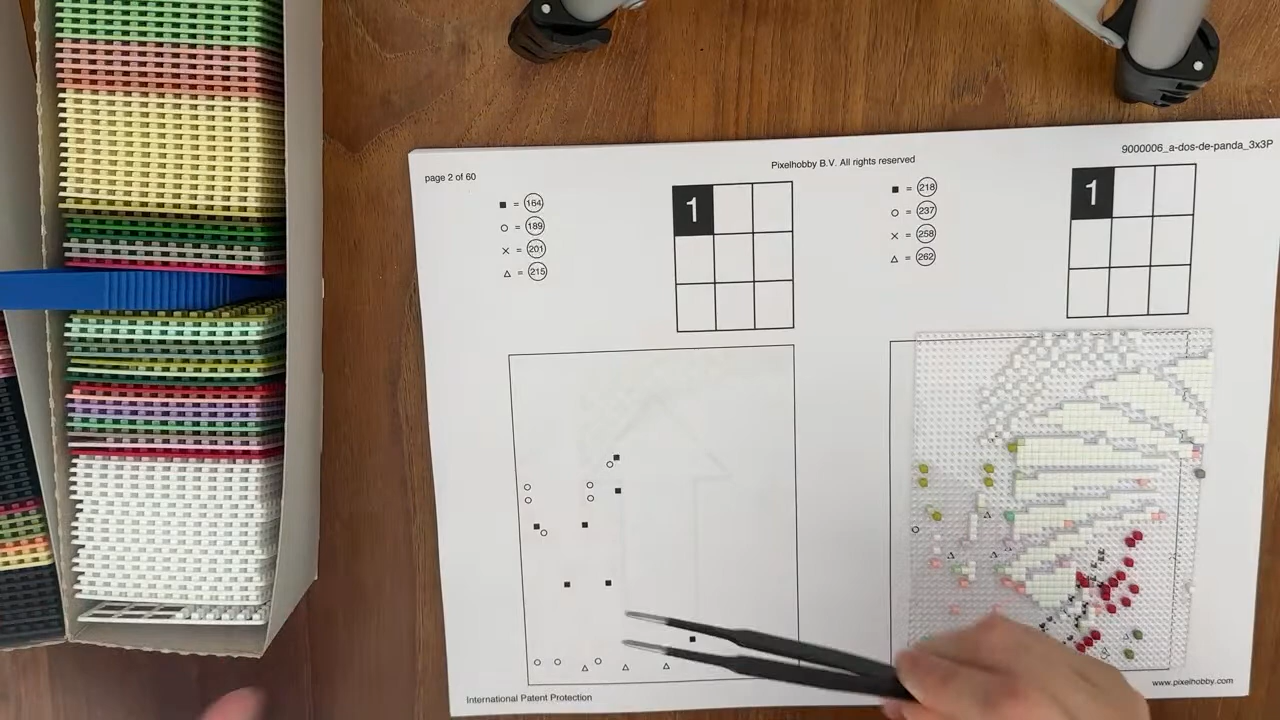 9000006_a-dos-de-panda_3x3P
Pixelhobby B.V. All rights reserved
page 2 of 60
■ = 164
○ = 189
× = 201
△ = 215
1
■ = 218
○ = 237
× = 258
△ = 262
1
International Patent Protection
www.pixelhobby.com